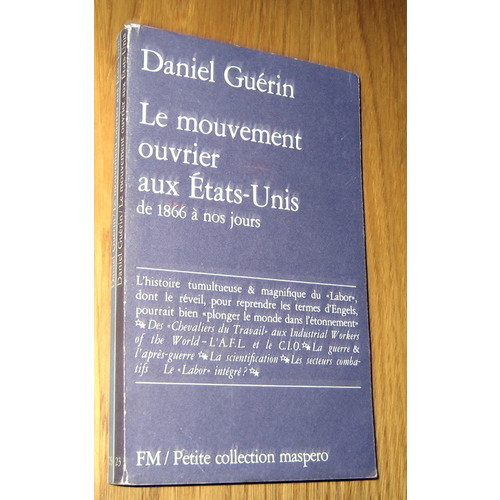 Daniel Guérin
Le mouvement
ouvrier
aux États-Unis
de 1866 à nos jours
L'histoire tumultueuse & magnifique du «Labor»,
dont le réveil, pour reprendre les termes d'Engels,
pourrait bien «plonger le monde dans l'étonnement»
Des «Chevaliers du Travail» aux Industrial Workers
of the World – L'A.F.L. et le C.I.O. La guerre &
l'après-guerre La scientification Les secteurs comba-
tifs Le «Labor» intégré?
FM / Petite collection maspero
Daniel Guérin / Le mouvement ouvrier aux États-Unis
23